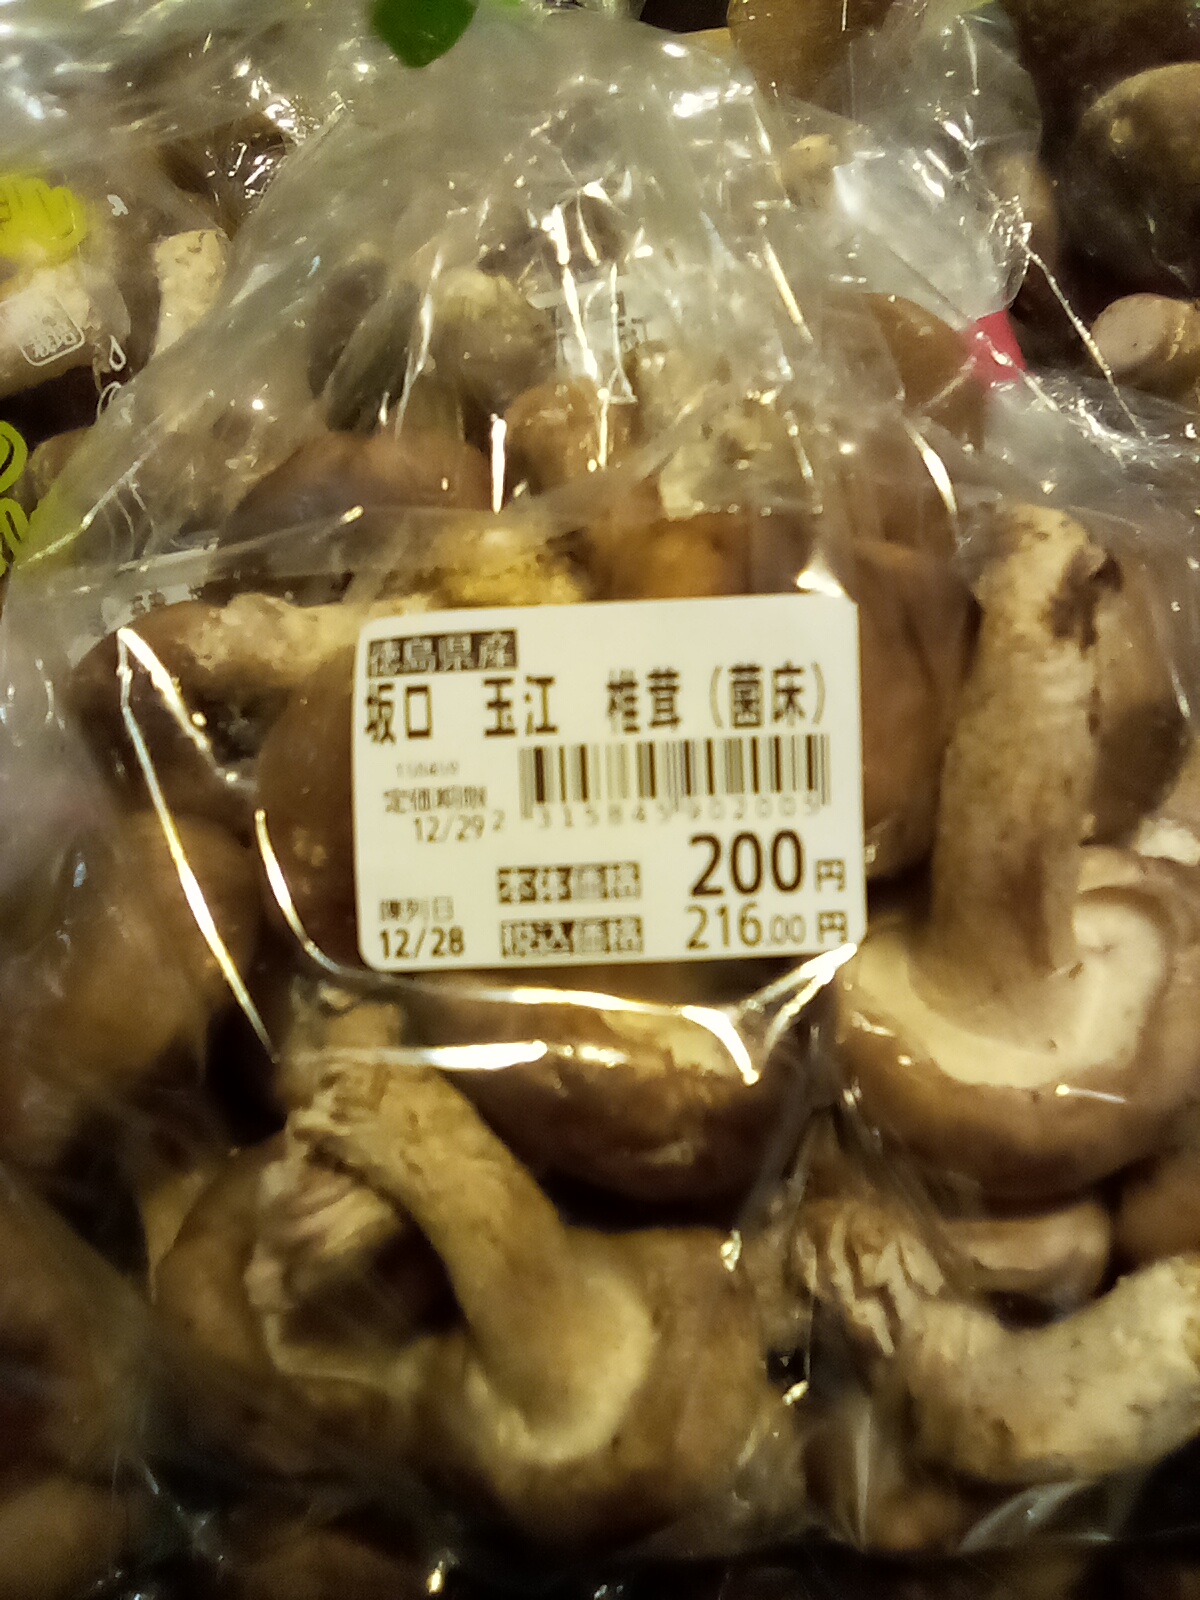 徳島県産
坂口 玉江 椎茸(菌床)
定価期限
12/29 2
315845902005
本体価格 200円
陳列日
12/28
税込価格 216.00円